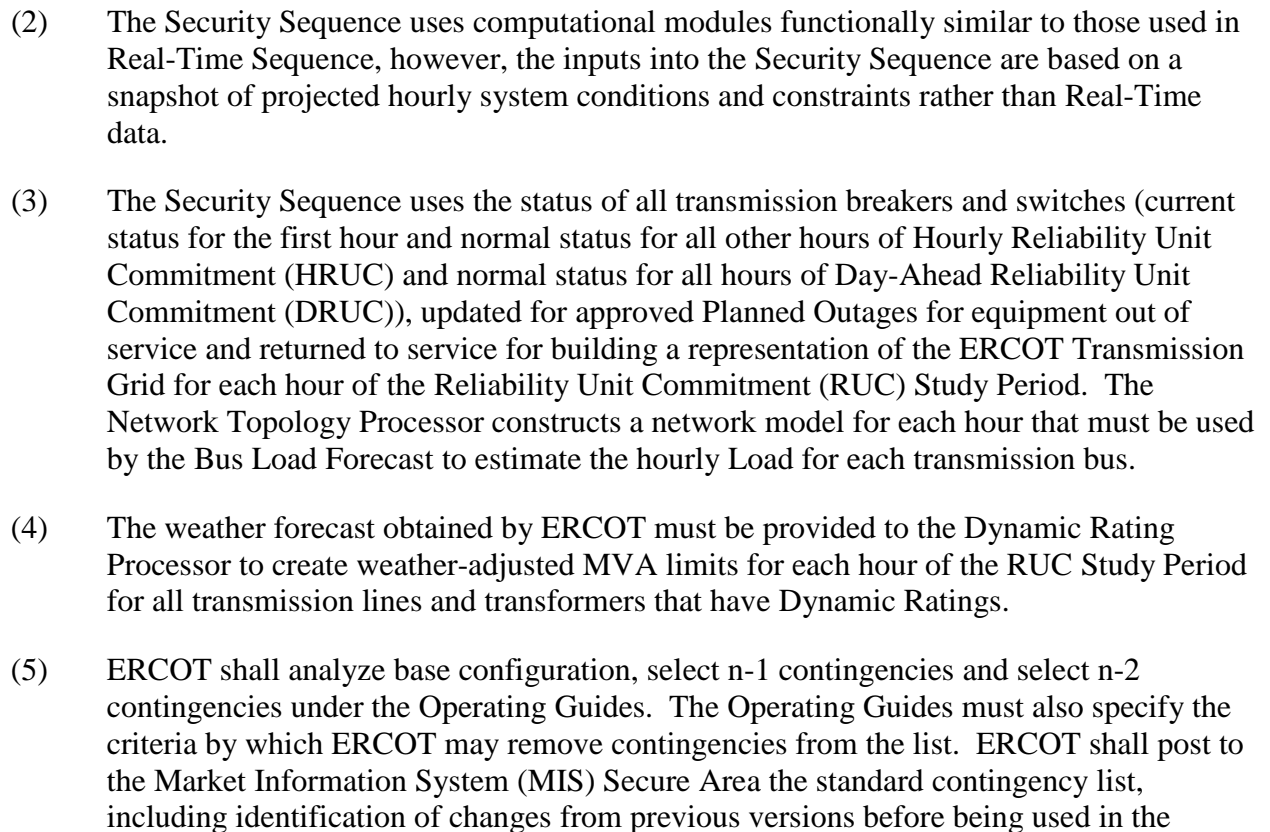 (2) The Security Sequence uses computational modules functionally similar to those used in
Real-Time Sequence, however, the inputs into the Security Sequence are based on a
snapshot of projected hourly system conditions and constraints rather than Real-Time
data.
(3) The Security Sequence uses the status of all transmission breakers and switches (current
status for the first hour and normal status for all other hours of Hourly Reliability Unit
Commitment (HRUC) and normal status for all hours of Day-Ahead Reliability Unit
Commitment (DRUC)), updated for approved Planned Outages for equipment out of
service and returned to service for building a representation of the ERCOT Transmission
Grid for each hour of the Reliability Unit Commitment (RUC) Study Period.  The
Network Topology Processor constructs a network model for each hour that must be used
by the Bus Load Forecast to estimate the hourly Load for each transmission bus.
(4) The weather forecast obtained by ERCOT must be provided to the Dynamic Rating
Processor to create weather-adjusted MVA limits for each hour of the RUC Study Period
for all transmission lines and transformers that have Dynamic Ratings.
(5) ERCOT shall analyze base configuration, select n-1 contingencies and select n-2
contingencies under the Operating Guides.  The Operating Guides must also specify the
criteria by which ERCOT may remove contingencies from the list.  ERCOT shall post to
the Market Information System (MIS) Secure Area the standard contingency list,
including identification of changes from previous versions before being used in the